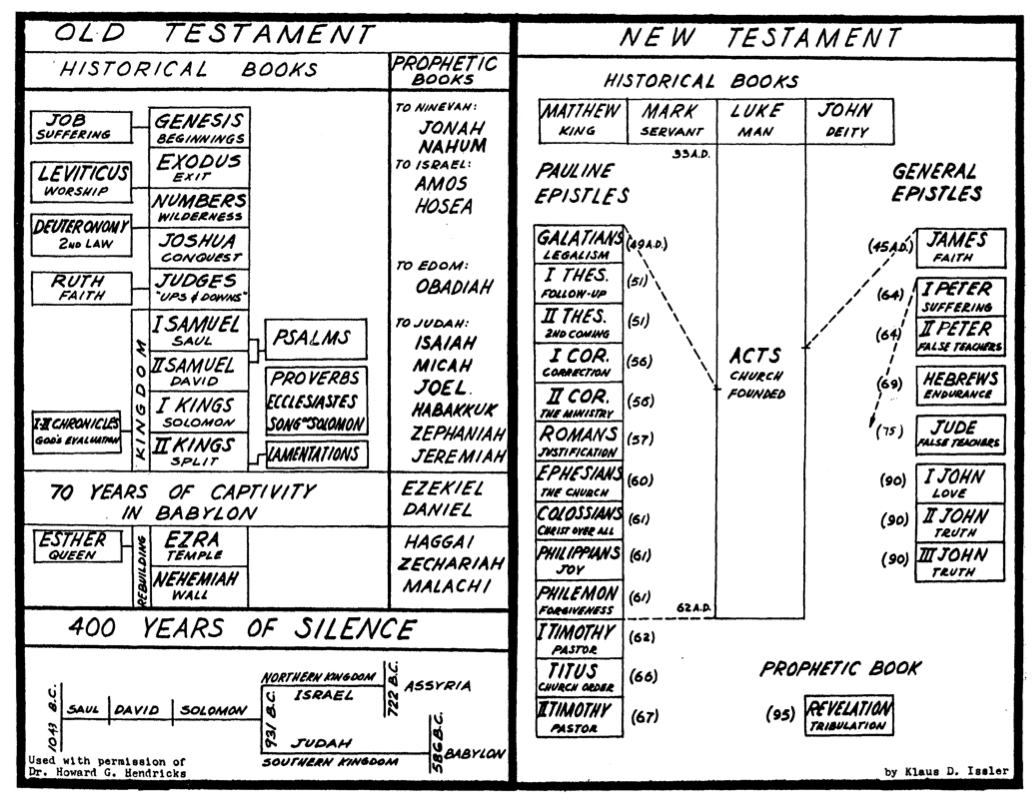 OLD TESTAMENT
HISTORICAL BOOKS
PROPHETIC
BOOKS
JOB
SUFFERING
LEVITICUS
WORSHIP
DEUTERONOMY
2ND LAW
RUTH
FAITH
I-II CHRONICLES
GOD'S EVALUATION
KINGDOM
GENESIS
BEGINNINGS
EXODUS
EXIT
NUMBERS
WILDERNESS
JOSHUA
CONQUEST
JUDGES
"UPS & DOWNS"
I SAMUEL
SAUL
II SAMUEL
DAVID
I KINGS
SOLOMON
II KINGS
SPLIT
PSALMS
PROVERBS
ECCLESIASTES
SONG OF SOLOMON
LAMENTATIONS
TO NINEVAH:
JONAH
NAHUM
TO ISRAEL:
AMOS
HOSEA
TO EDOM:
OBADIAH
TO JUDAH:
ISAIAH
MICAH
JOEL
HABAKKUK
ZEPHANIAH
JEREMIAH
70 YEARS OF CAPTIVITY
IN BABYLON
EZEKIEL
DANIEL
ESTHER
QUEEN
REBUILDING
EZRA
TEMPLE
NEHEMIAH
WALL
HAGGAI
ZECHARIAH
MALACHI
400 YEARS OF SILENCE
1043 B.C.
SAUL
DAVID
SOLOMON
931 B.C.
NORTHERN KINGDOM
ISRAEL
722 B.C.
ASSYRIA
JUDAH
SOUTHERN KINGDOM
586 B.C.
BABYLON
Used with permission of
Dr. Howard G. Hendricks
NEW TESTAMENT
HISTORICAL BOOKS
MATTHEW
KING
MARK
SERVANT
LUKE
MAN
JOHN
DEITY
33 A.D.
PAULINE
EPISTLES
GALATIANS (49 A.D.)
LEGALISM
I THES. (51)
FOLLOW-UP
II THES. (51)
2ND COMING
I COR. (56)
CORRECTION
II COR. (56)
THE MINISTRY
ROMANS (57)
JUSTIFICATION
EPHESIANS (60)
THE CHURCH
COLOSSIANS (61)
CHRIST OVER ALL
PHILIPPIANS (61)
JOY
PHILEMON (61)
FORGIVENESS
I TIMOTHY (62)
PASTOR
TITUS (66)
CHURCH ORDER
II TIMOTHY (67)
PASTOR
ACTS
CHURCH
FOUNDED
62 A.D.
GENERAL
EPISTLES
(45 A.D.) JAMES
FAITH
(64) I PETER
SUFFERING
(64) II PETER
FALSE TEACHERS
(69) HEBREWS
ENDURANCE
(75) JUDE
FALSE TEACHERS
(90) I JOHN
LOVE
(90) II JOHN
TRUTH
(90) III JOHN
TRUTH
PROPHETIC BOOK
(95) REVELATION
TRIBULATION
by Klaus D. Issler